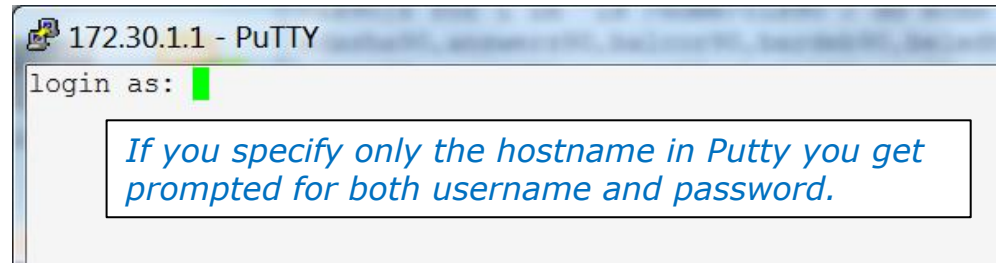 172.30.1.1 - PuTTY
login as:
If you specify only the hostname in Putty you get
prompted for both username and password.